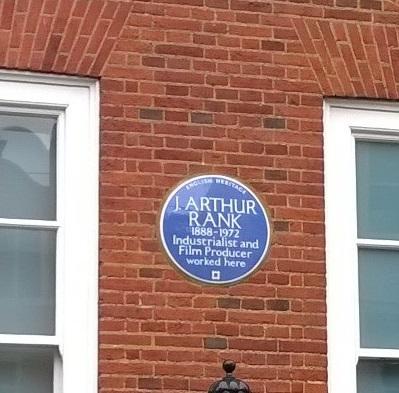 ENGLISH HERITAGE
J. ARTHUR
RANK
1888-1972
Industrialist and
Film Producer
worked here